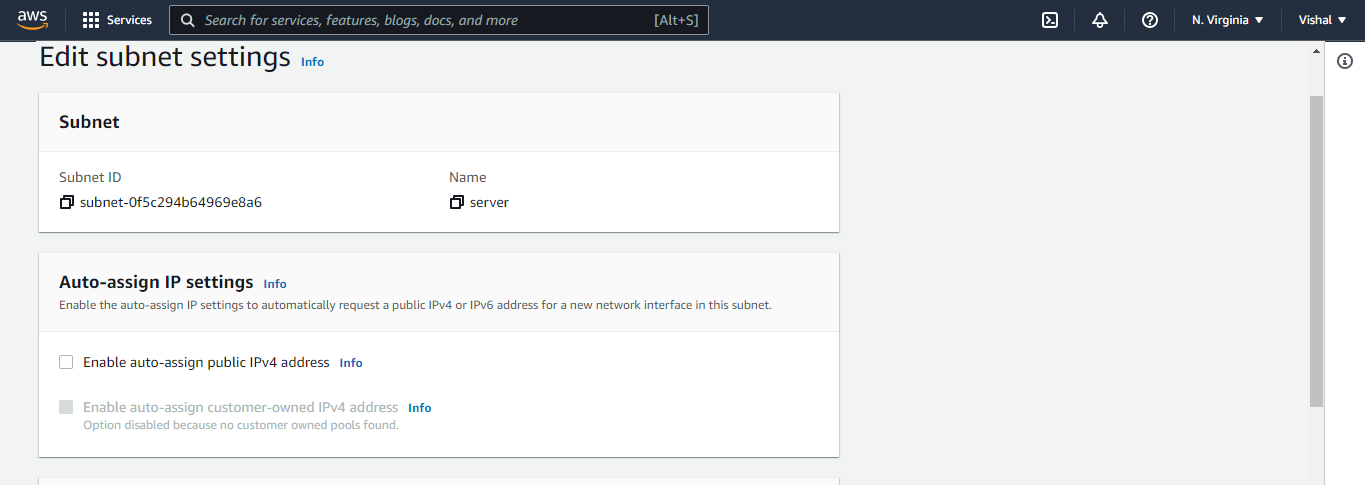 aws
Services
Search for services, features, blogs, docs, and more
[Alt+S]
N. Virginia
Vishal
Edit subnet settings Info
Subnet
Subnet ID
Name
subnet-0f5c294b64969e8a6
server
Auto-assign IP settings Info
Enable the auto-assign IP settings to automatically request a public IPv4 or IPv6 address for a new network interface in this subnet.
Enable auto-assign public IPv4 address Info
Enable auto-assign customer-owned IPv4 address Info
Option disabled because no customer owned pools found.